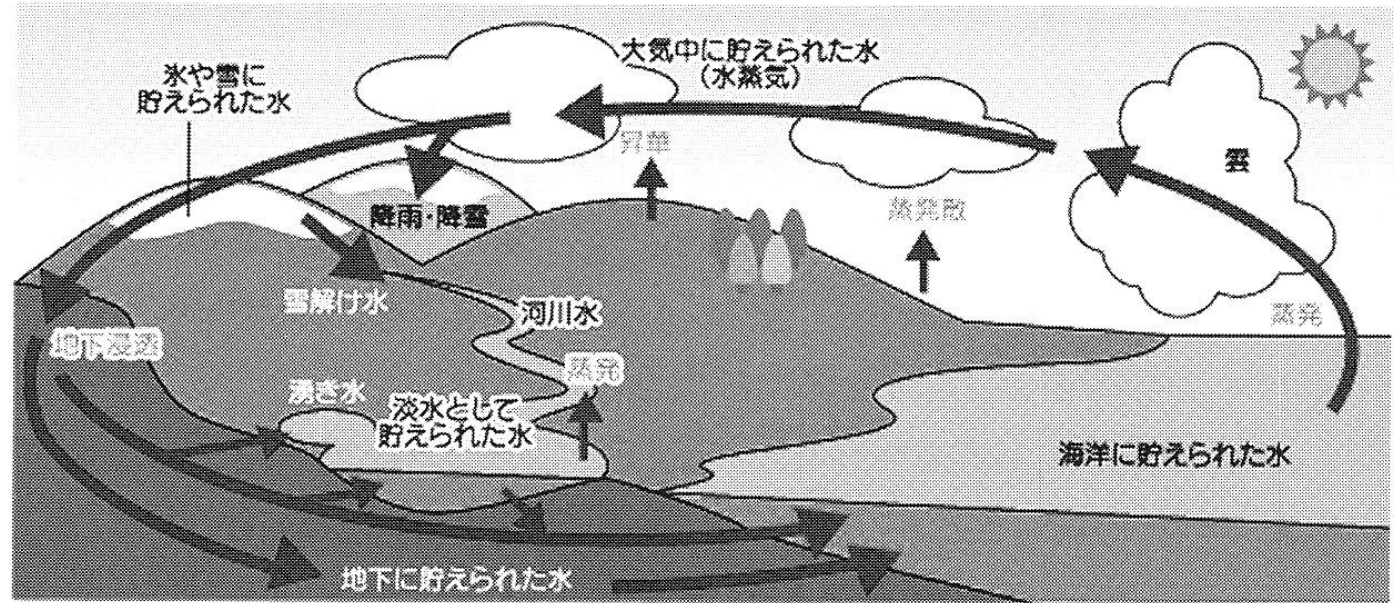 大気中に貯えられた水
（水蒸気）
氷や雪に
貯えられた水
昇華
雲
降雨・降雪
蒸発散
雪解け水
河川水
蒸発
地下浸透
蒸発
湧き水
淡水として
貯えられた水
海洋に貯えられた水
地下に貯えられた水